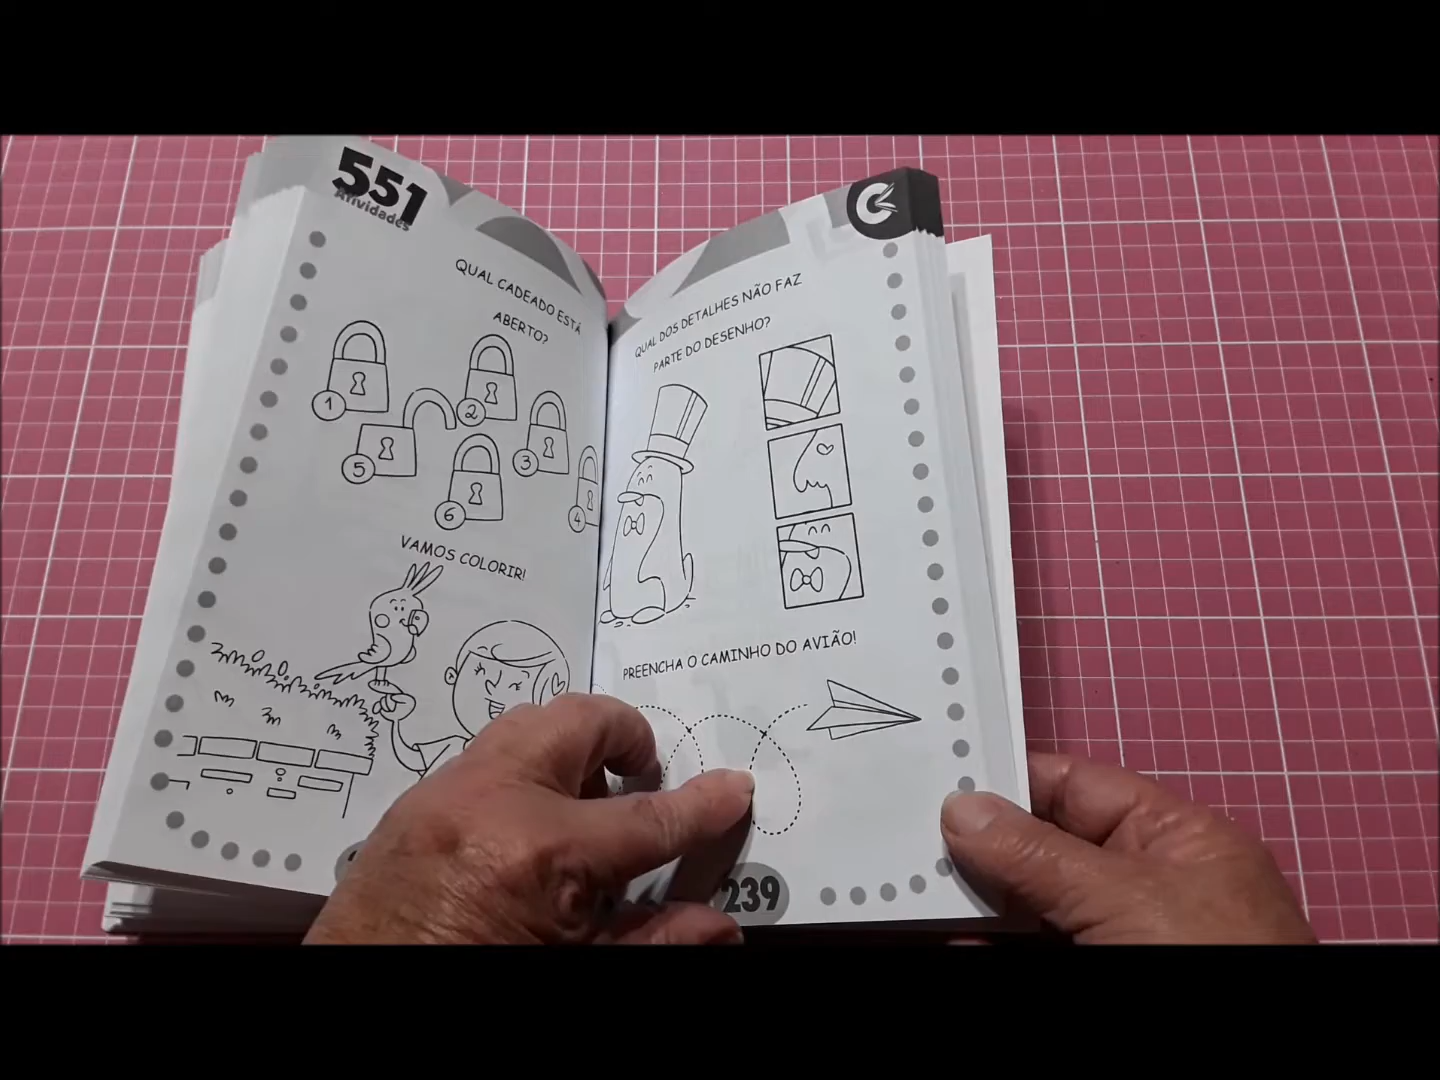 551
Atividades
QUAL CADEADO ESTÁ
ABERTO?
1
2
3
4
5
6
VAMOS COLORIR!
QUAL DOS DETALHES NÃO FAZ
PARTE DO DESENHO?
PREENCHA O CAMINHO DO AVIÃO!
239